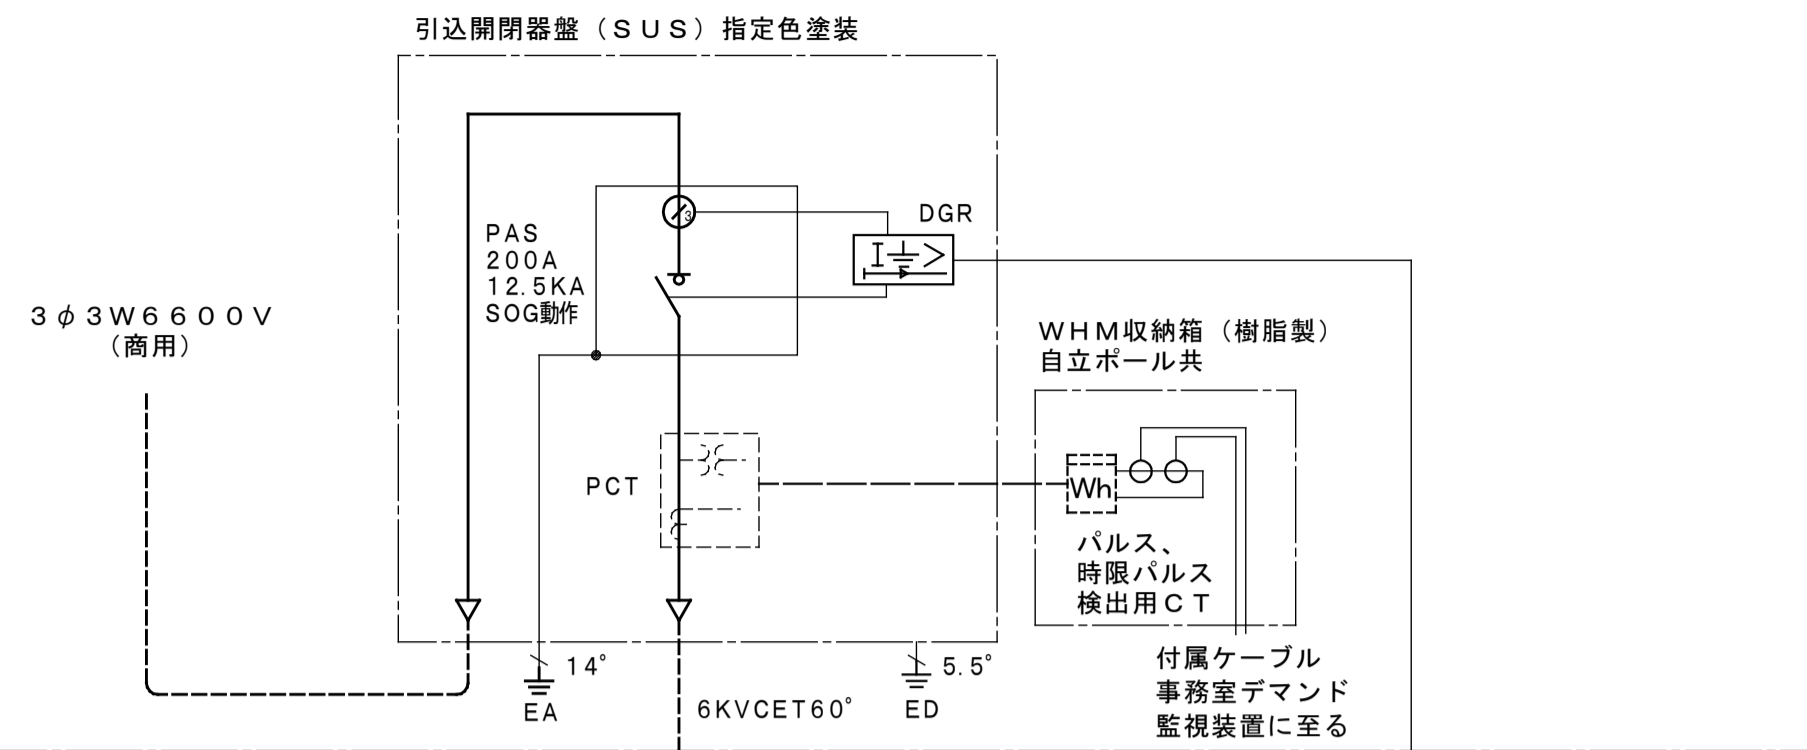 引込開閉器盤（ＳＵＳ）指定色塗装
DGR
3
I
PAS
200A
12.5KA
SOG動作
３φ３Ｗ６６００Ｖ
（商用）
ＷＨＭ収納箱（樹脂製）
自立ポール共
PCT
Wh
パルス、
時限パルス
検出用ＣＴ
14°
EA
5.5°
ED
6KVCET60°
付属ケーブル
事務室デマンド
監視装置に至る